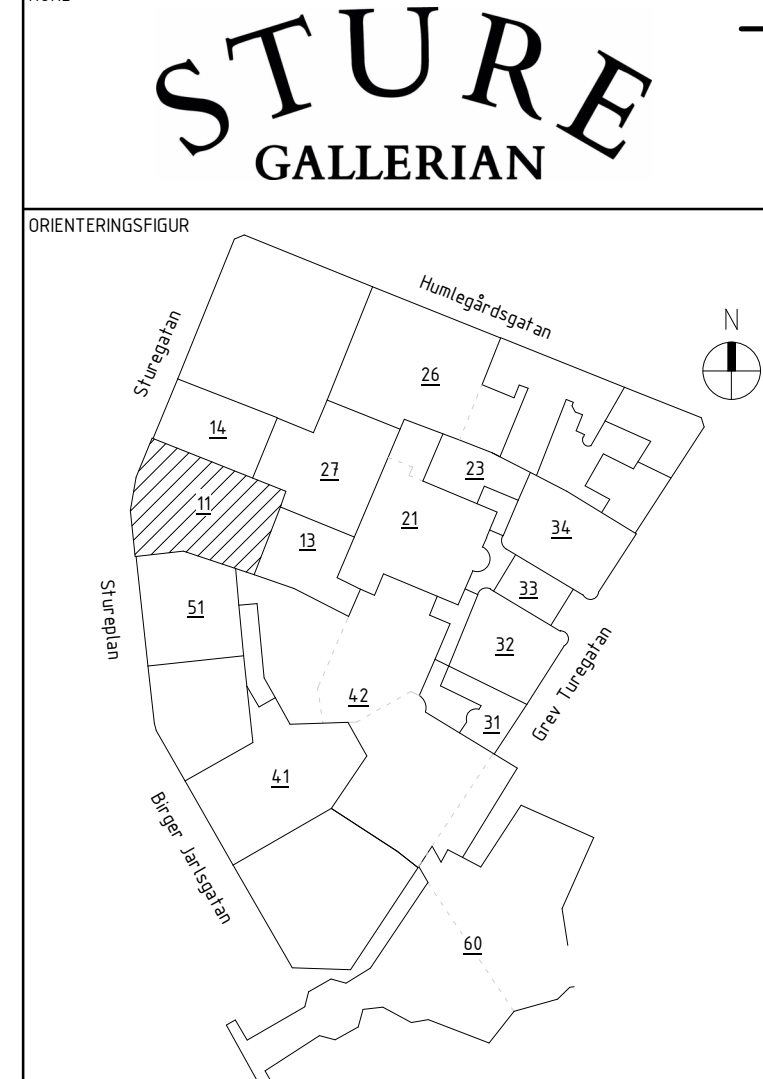 STURE
GALLERIAN
ORIENTERINGSFIGUR
Humlegårdsgatan
Sturegatan
N
26
14
27
23
11
21
34
13
33
51
Stureplan
32
42
31
Grev Turegatan
41
Birger Jarlsgatan
60